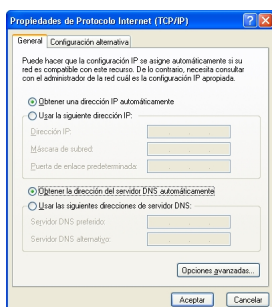 Propiedades de Protocolo Internet (TCP/IP)
General Configuración alternativa
Puede hacer que la configuración IP se asigne automáticamente si su
red es compatible con este recurso. De lo contrario, necesita consultar
con el administrador de la red cuál es la configuración IP apropiada.
Obtener una dirección IP automáticamente
Usar la siguiente dirección IP:
Dirección IP:
Máscara de subred:
Puerta de enlace predeterminada:
Obtener la dirección del servidor DNS automáticamente
Usar las siguientes direcciones de servidor DNS:
Servidor DNS preferido:
Servidor DNS alternativo:
Opciones avanzadas...
Aceptar Cancelar